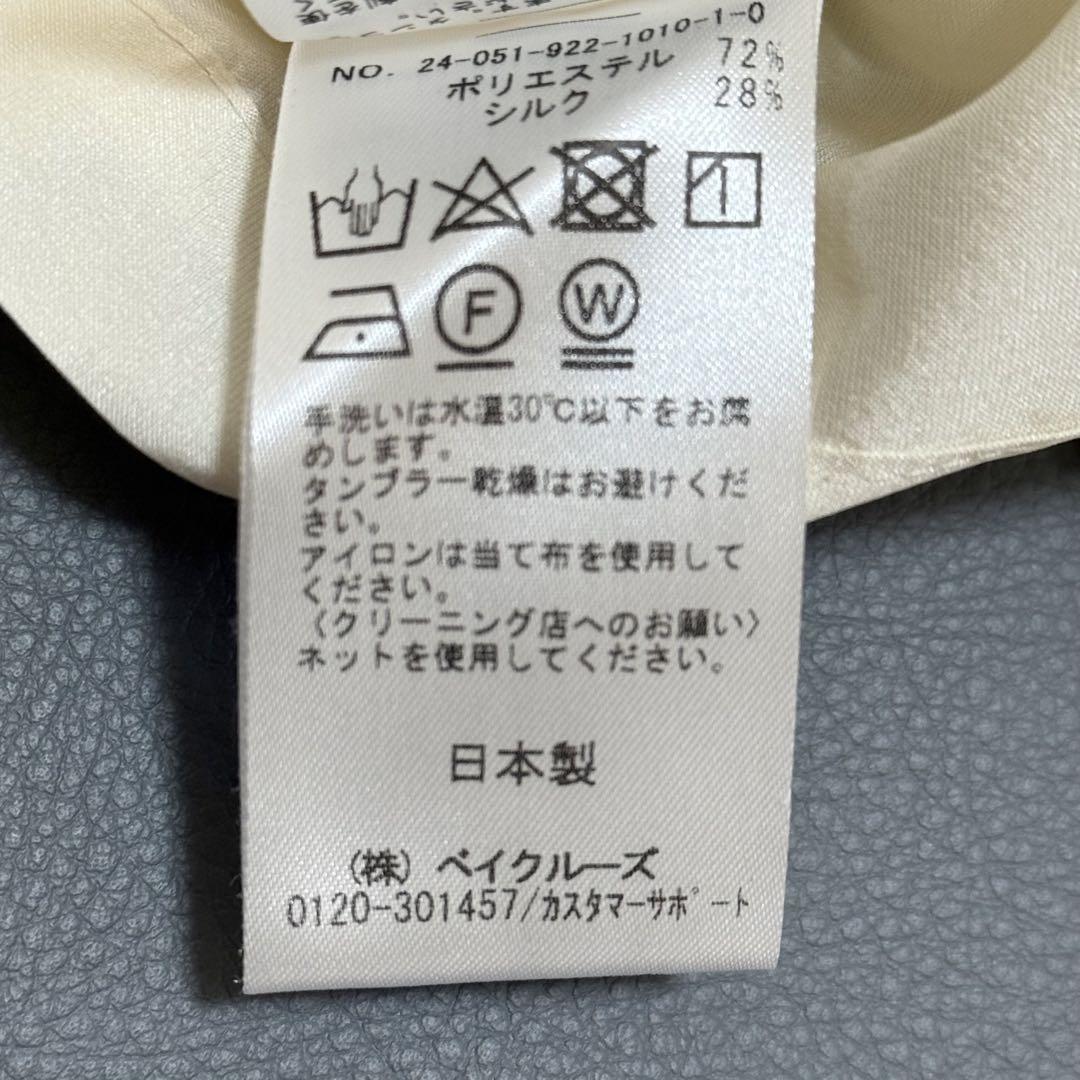 NO. 24-051-922-1010-1-0
ポリエステル 72%
シルク 28%
F W
手洗いは水温30℃以下をお薦
めします。
タンブラー乾燥はお避けくだ
さい。
アイロンは当て布を使用して
ください。
〈クリーニング店へのお願い〉
ネットを使用してください。
日本製
(株) ベイクルーズ
0120-301457/カスタマーサポート